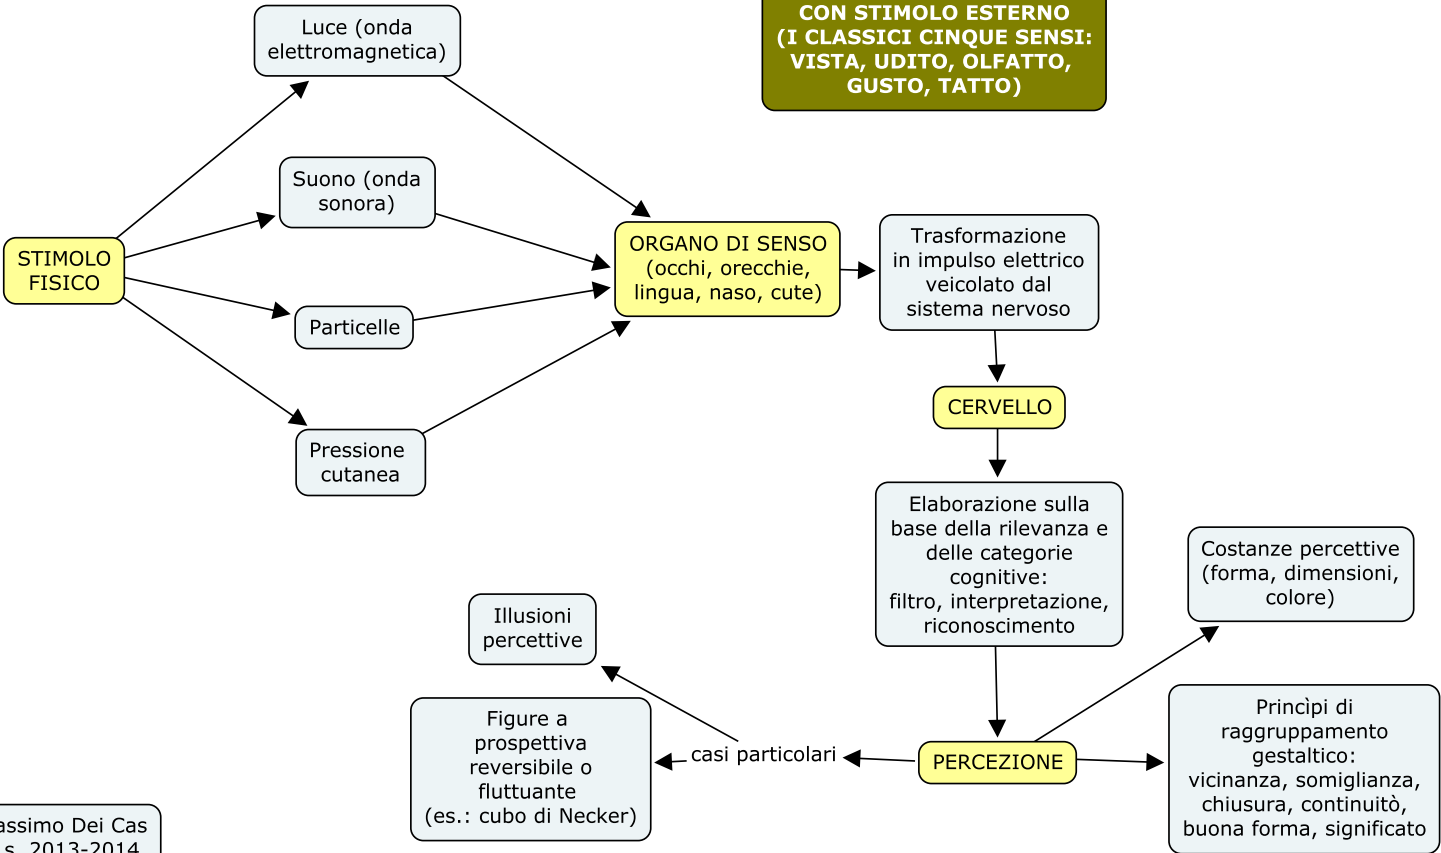 Luce (onda
elettromagnetica)
CON STIMOLO ESTERNO
(I CLASSICI CINQUE SENSI:
VISTA, UDITO, OLFATTO,
GUSTO, TATTO)
Suono (onda
sonora)
STIMOLO
FISICO
Particelle
Pressione
cutanea
ORGANO DI SENSO
(occhi, orecchie,
lingua, naso, cute)
Trasformazione
in impulso elettrico
veicolato dal
sistema nervoso
CERVELLO
Elaborazione sulla
base della rilevanza e
delle categorie
cognitive:
filtro, interpretazione,
riconoscimento
Costanze percettive
(forma, dimensioni,
colore)
Illusioni
percettive
Figure a
prospettiva
reversibile o
fluttuante
(es.: cubo di Necker)
casi particolari
PERCEZIONE
Princìpi di
raggruppamento
gestaltico:
vicinanza, somiglianza,
chiusura, continuitò,
buona forma, significato
assimo Dei Cas
s. 2013-2014